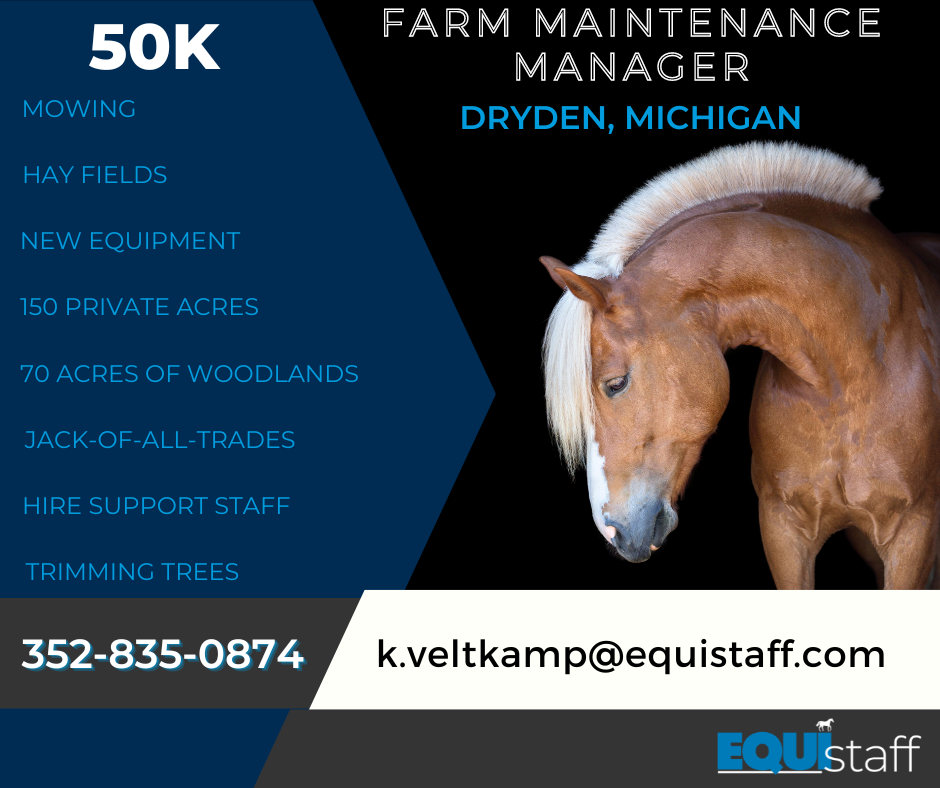 50K
MOWING
HAY FIELDS
NEW EQUIPMENT
150 PRIVATE ACRES
70 ACRES OF WOODLANDS
JACK-OF-ALL-TRADES
HIRE SUPPORT STAFF
TRIMMING TREES
FARM MAINTENANCE
MANAGER
DRYDEN, MICHIGAN
352-835-0874
k.veltkamp@equistaff.com
EQUIstaff